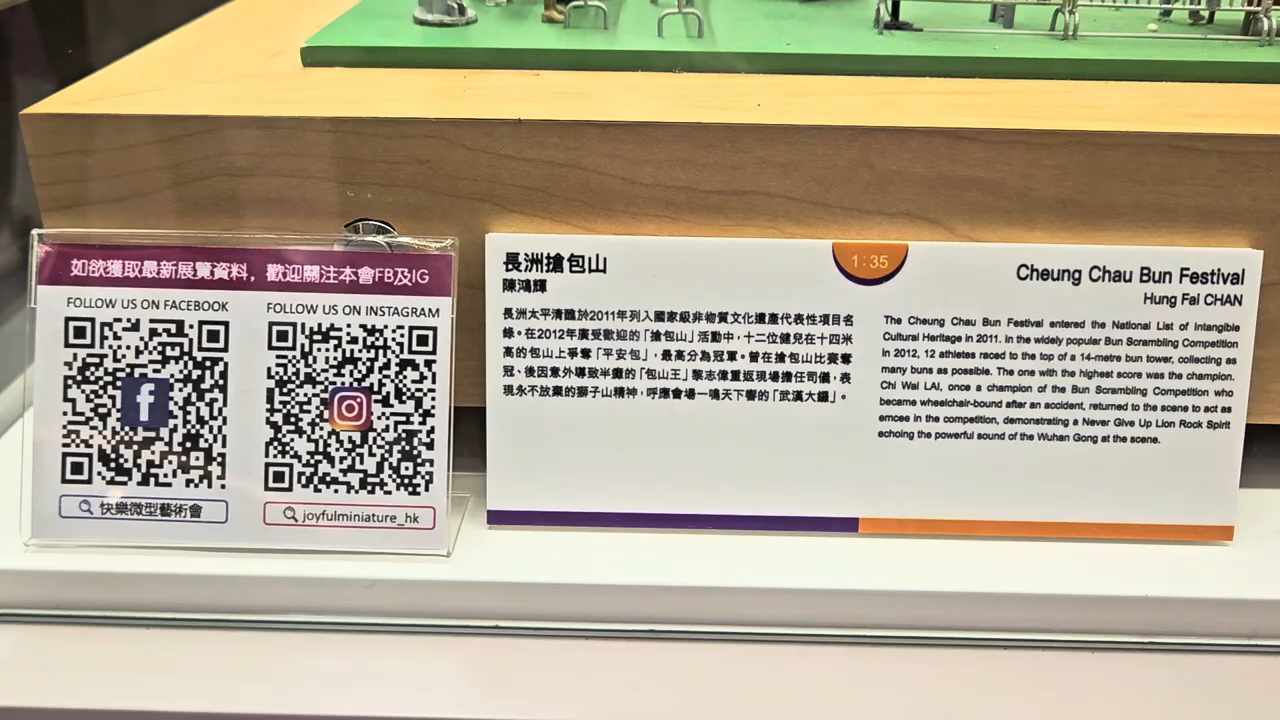 如欲獲取最新展覽資料，歡迎關注本會FB及IG
FOLLOW US ON FACEBOOK
FOLLOW US ON INSTAGRAM
快樂微型藝術會
joyfulminiature_hk
長洲搶包山
陳鴻輝
長洲太平清醮於2011年列入國家級非物質文化遺產代表性項目名
錄。在2012年廣受歡迎的「搶包山」活動中，十二位健兒在十四米
高的包山上爭奪「平安包」，最高分為冠軍。曾在搶包山比賽奪
冠、後因意外導致半癱的「包山王」黎志偉重返現場擔任司儀，表
現永不放棄的獅子山精神，呼應會場一鳴天下響的「武漢大鑼」。
1:35
Cheung Chau Bun Festival
Hung Fai CHAN
The Cheung Chau Bun Festival entered the National List of Intangible
Cultural Heritage in 2011. In the widely popular Bun Scrambling Competition
in 2012, 12 athletes raced to the top of a 14-metre bun tower, collecting as
many buns as possible. The one with the highest score was the champion.
Chi Wai LAI, once a champion of the Bun Scrambling Competition who
became wheelchair-bound after an accident, returned to the scene to act as
emcee in the competition, demonstrating a Never Give Up Lion Rock Spirit
echoing the powerful sound of the Wuhan Gong at the scene.